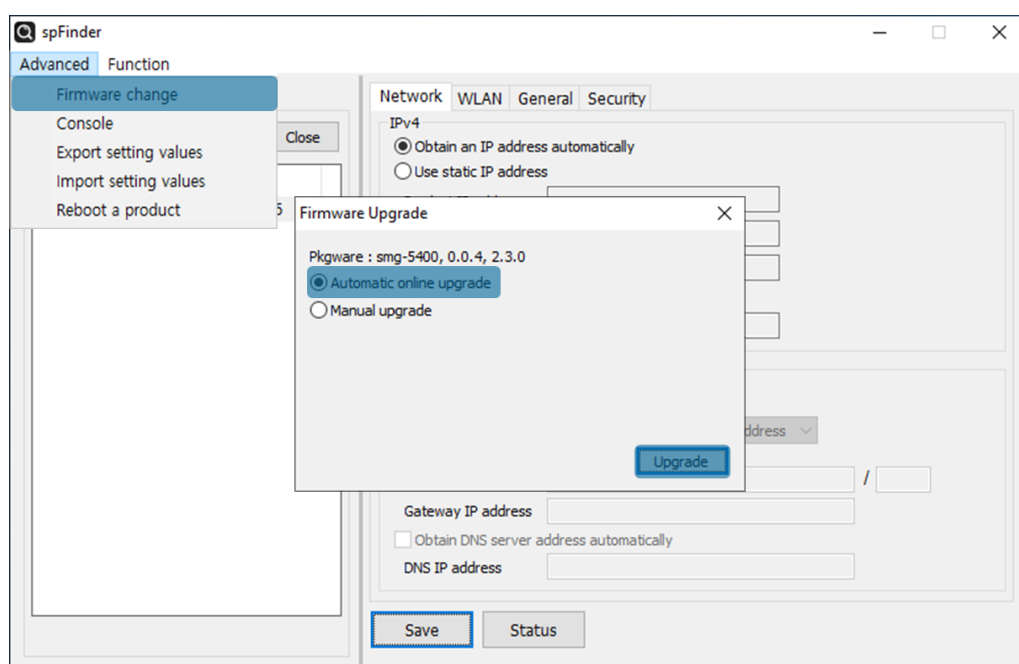 spFinder
Advanced Function
Firmware change
Console
Export setting values
Import setting values
Reboot a product
Close
Network WLAN General Security
IPv4
Obtain an IP address automatically
Use static IP address
Firmware Upgrade
Pkgware : smg-5400, 0.0.4, 2.3.0
Automatic online upgrade
Manual upgrade
Upgrade
/
Gateway IP address
Obtain DNS server address automatically
DNS IP address
Save Status